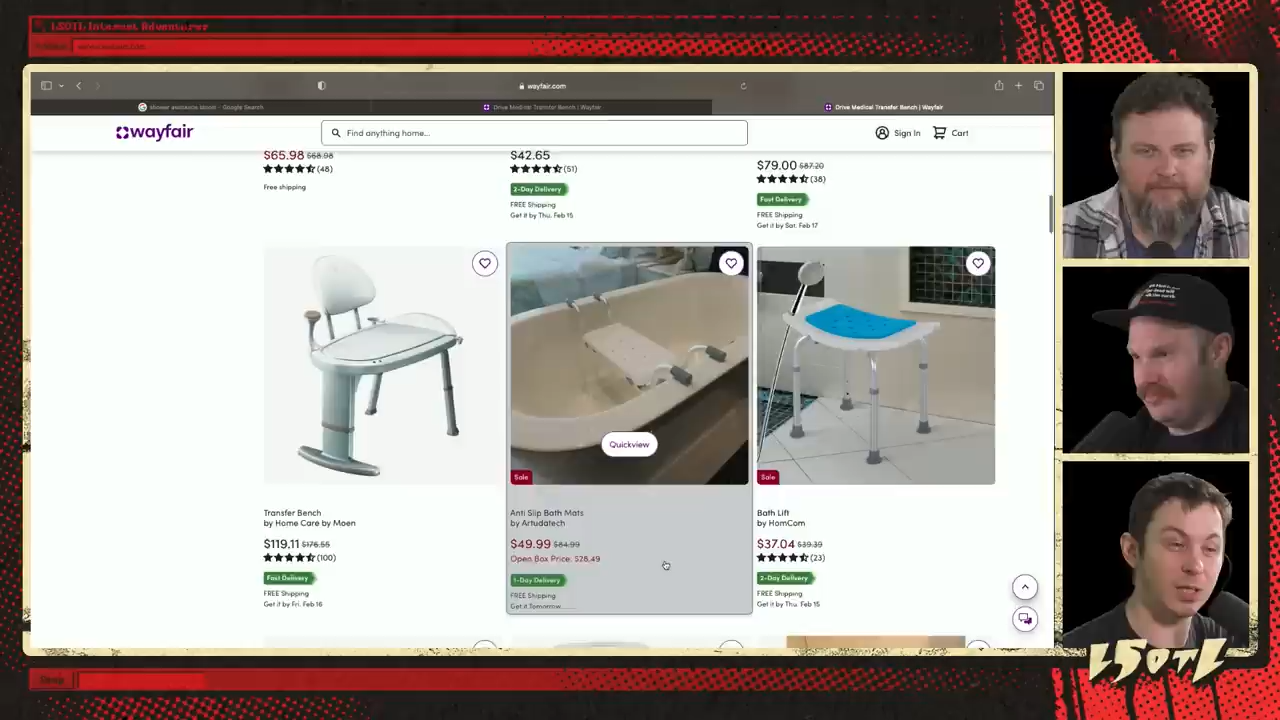 LSOTL Internet Adventures
wayfair.com
shower assistance stool - Google Search
Drive Medical Transfer Bench | Wayfair
Drive Medical Transfer Bench | Wayfair
wayfair
Find anything home...
Sign In
Cart
$65.98 $68.98
(48)
Free shipping
$42.65
(51)
2-Day Delivery
FREE Shipping
Get it by Thu. Feb 15
$79.00 $87.20
(38)
Fast Delivery
FREE Shipping
Get it by Sat. Feb 17
Quickview
Sale
Sale
Transfer Bench
by Home Care by Moen
$119.11 $176.55
(100)
Fast Delivery
FREE Shipping
Get it by Fri. Feb 16
Anti Slip Bath Mats
by Artudatech
$49.99 $84.99
Open Box Price: $28.49
1-Day Delivery
FREE Shipping
Get it Tomorrow
Bath Lift
by HomCom
$37.04 $39.39
(23)
2-Day Delivery
FREE Shipping
Get it by Thu. Feb 15
LSOTL